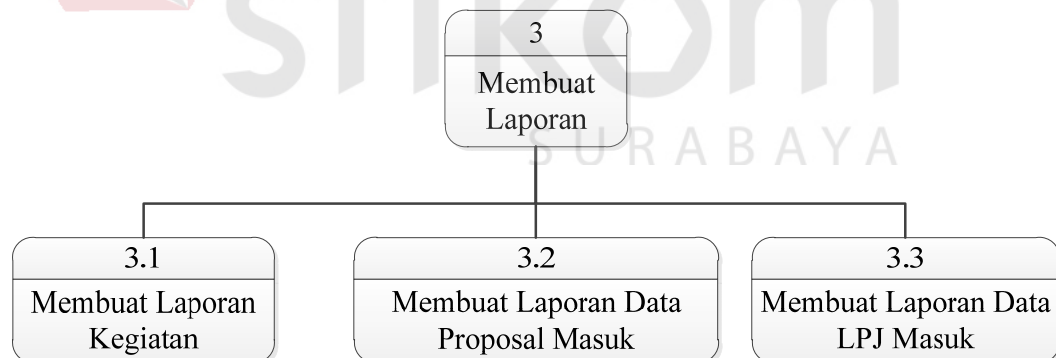 stikom
SURABAYA
3
Membuat
Laporan
3.1
Membuat Laporan
Kegiatan
3.2
Membuat Laporan Data
Proposal Masuk
3.3
Membuat Laporan Data
LPJ Masuk